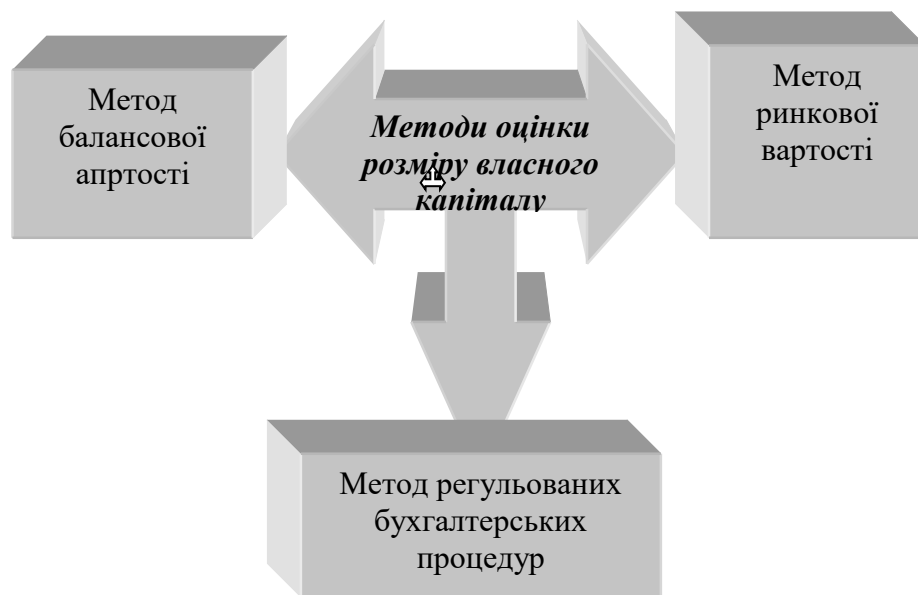 Метод
балансової
апртості
Методи оцінки
розміру власного
капіталу
Метод
ринкової
вартості
Метод регульованих
бухгалтерських
процедур